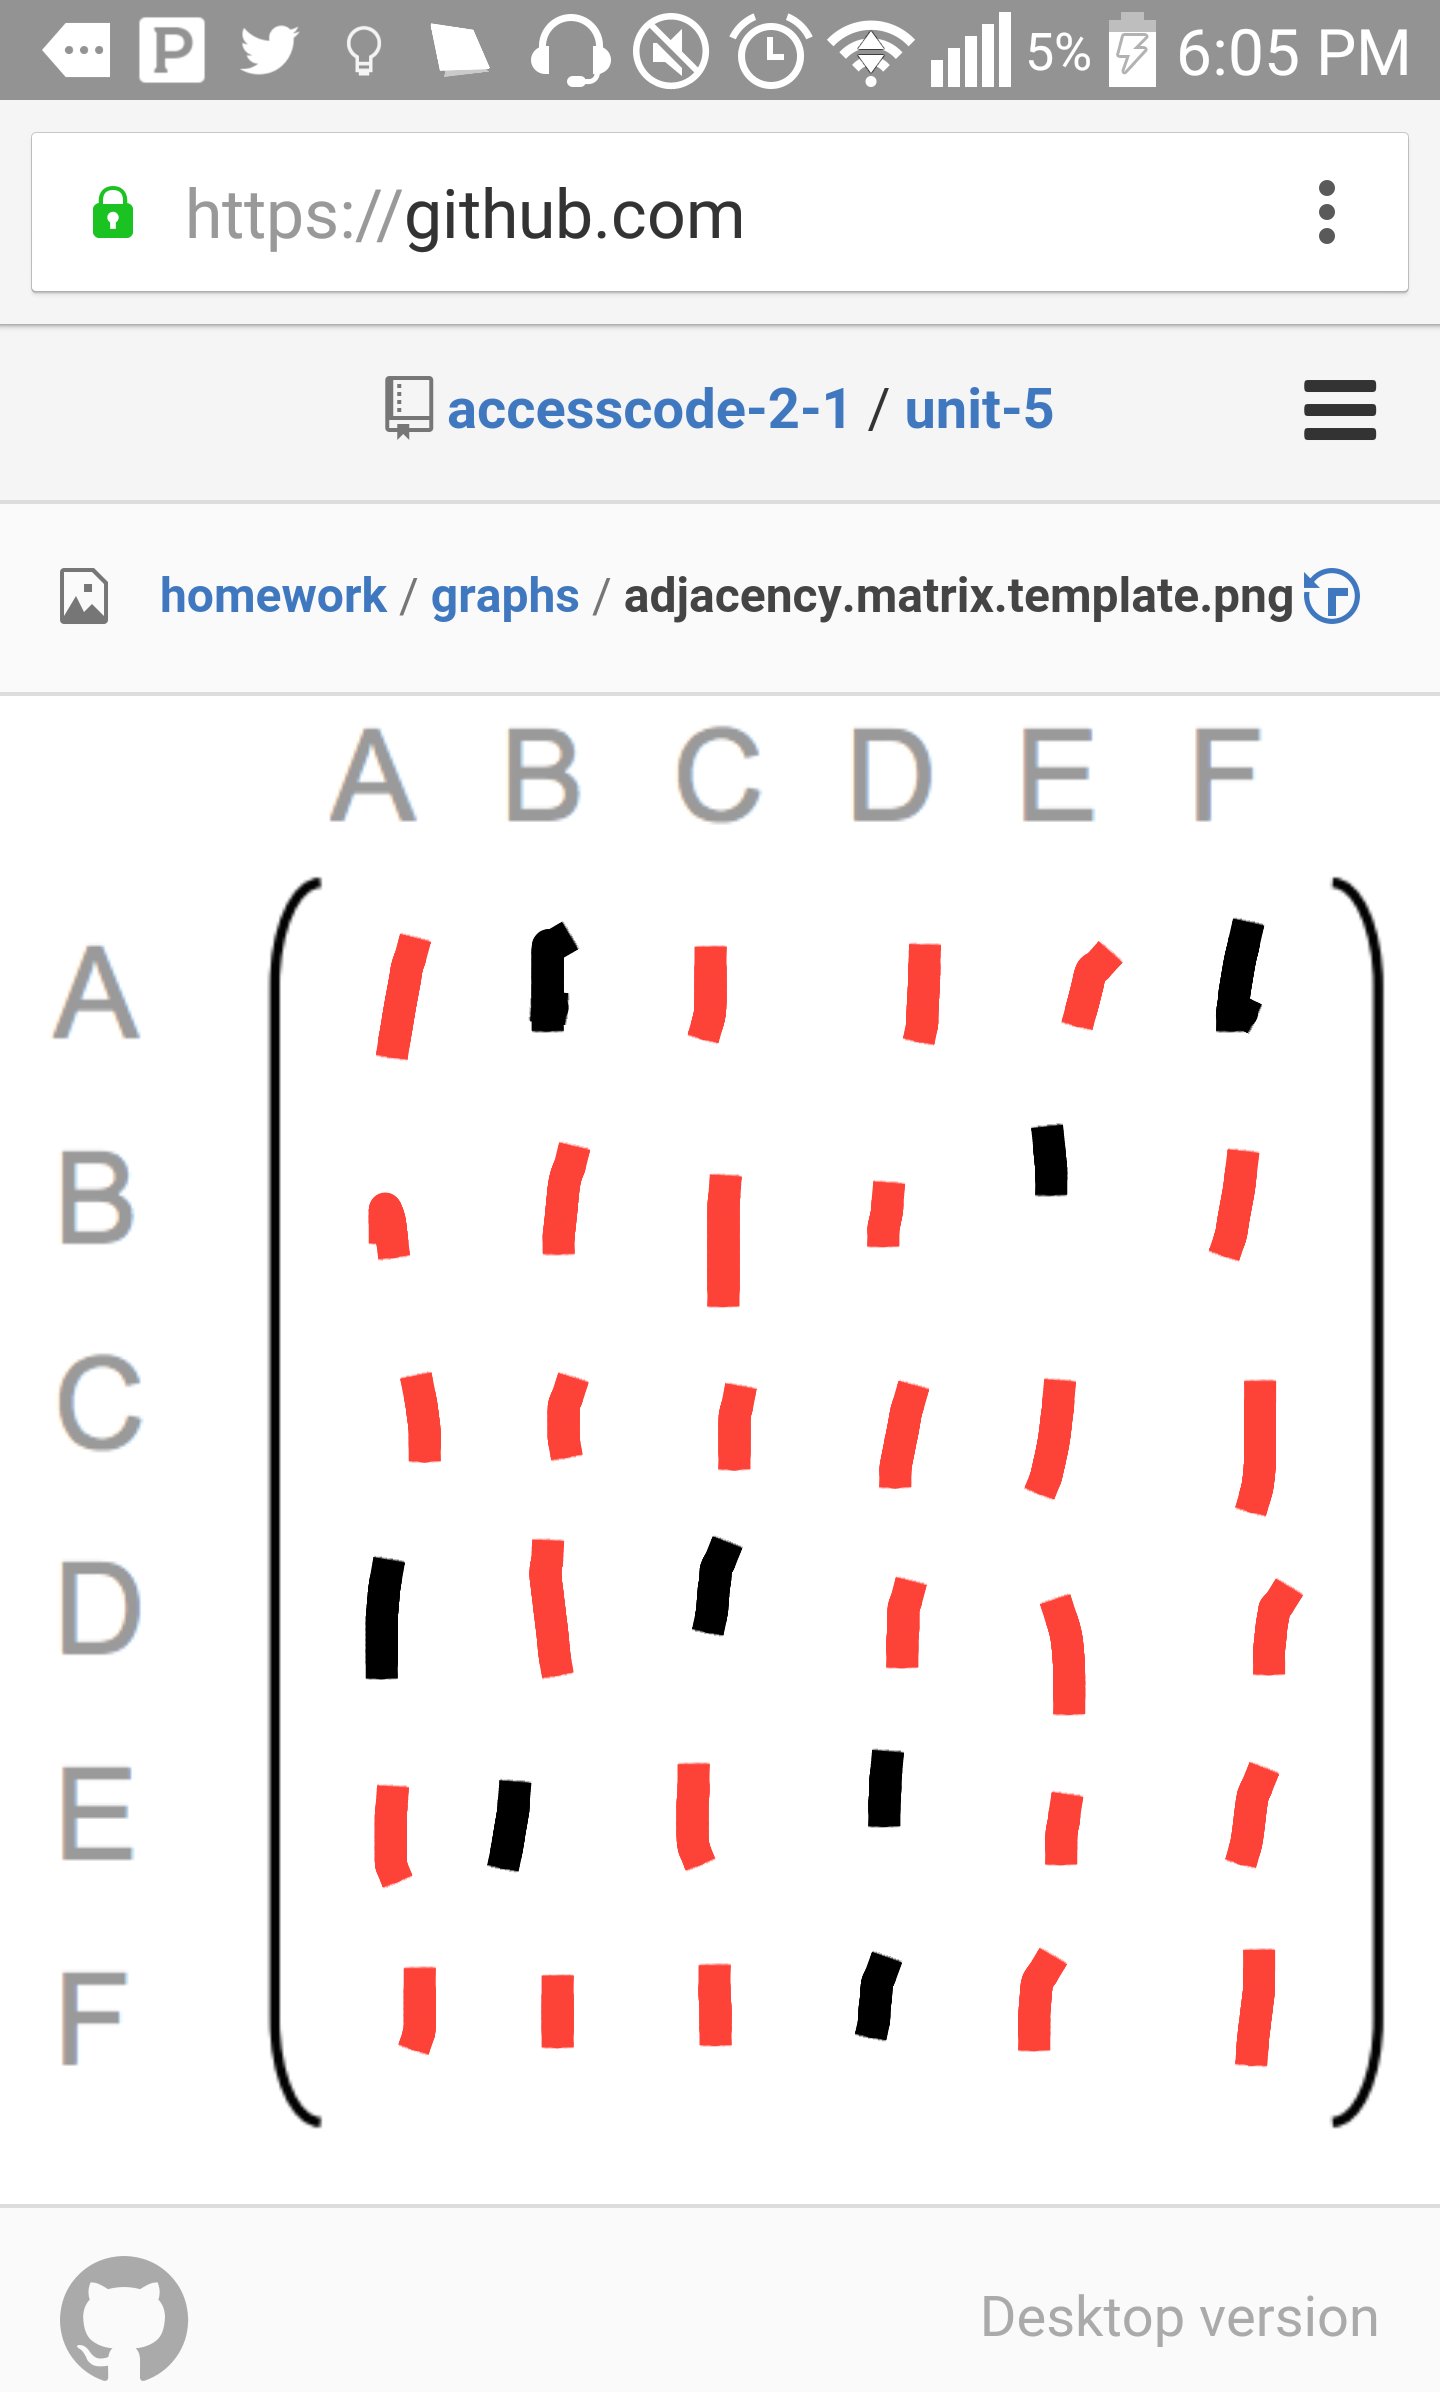 5% 6:05 PM
https://github.com
accesscode-2-1 / unit-5
homework / graphs / adjacency.matrix.template.png
A B C D E F
A
B
C
D
E
F
Desktop version